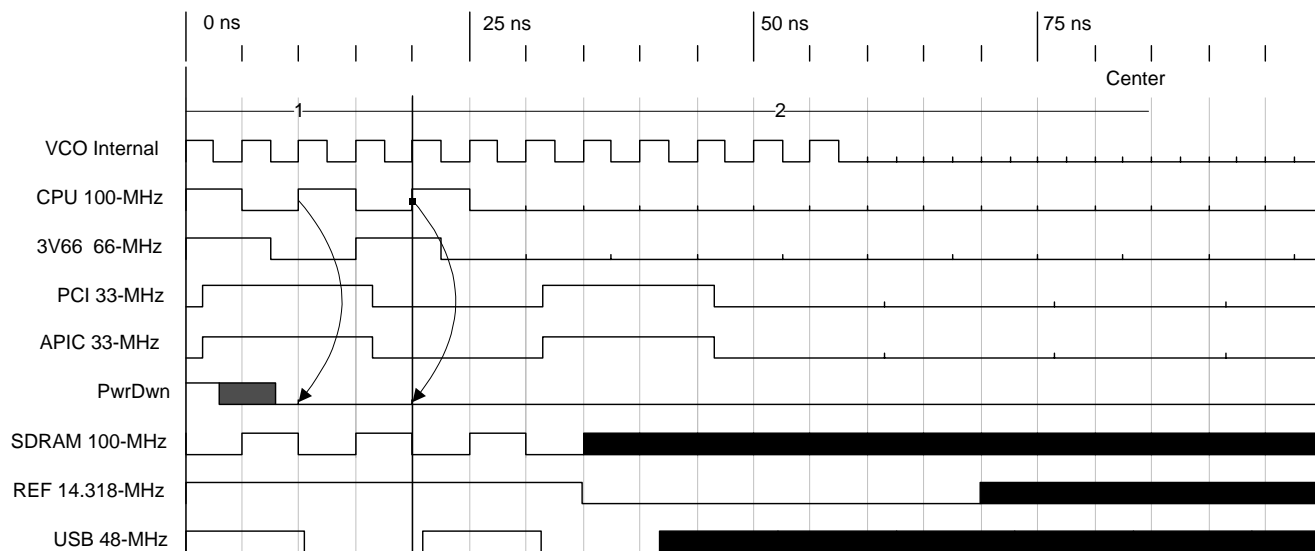 0 ns 25 ns 50 ns 75 ns
Center
1 2
VCO Internal
CPU 100-MHz
3V66 66-MHz
PCI 33-MHz
APIC 33-MHz
PwrDwn
SDRAM 100-MHz
REF 14.318-MHz
USB 48-MHz